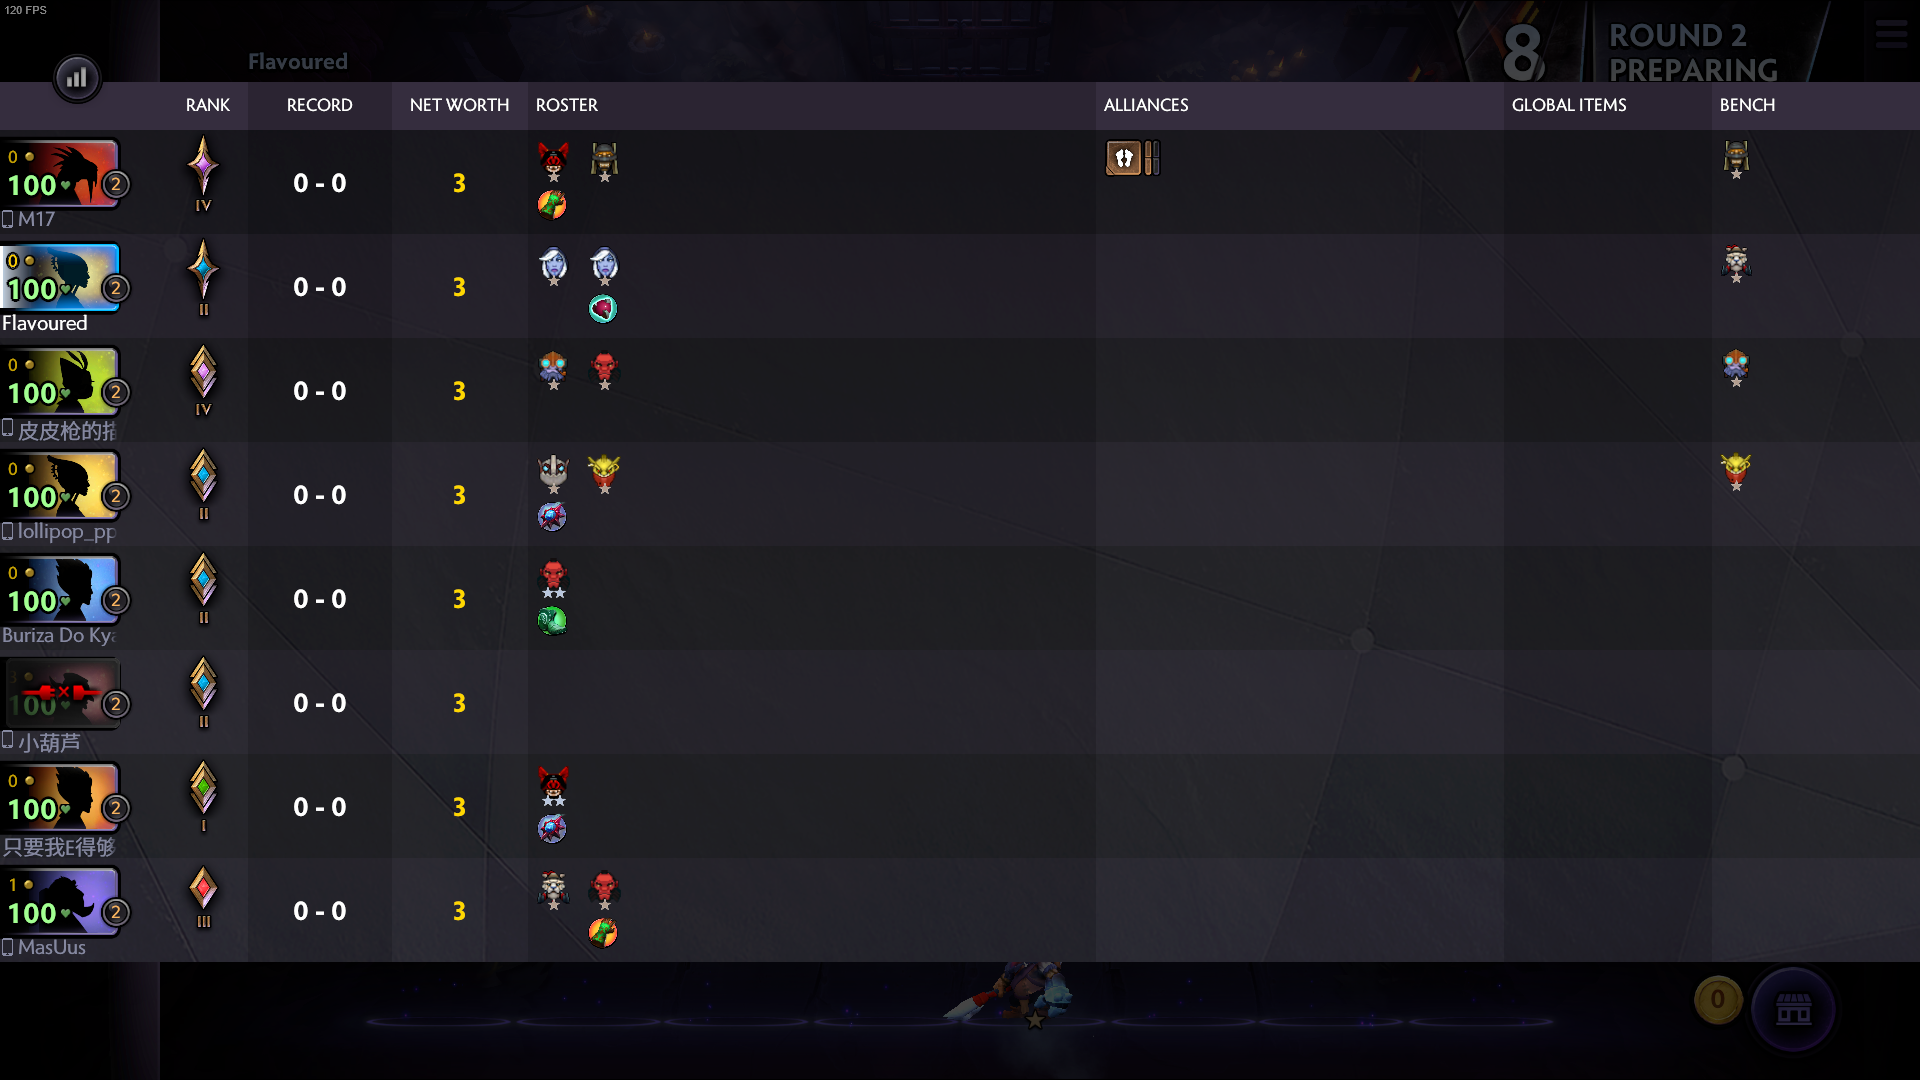 120 FPS
Flavoured
8
ROUND 2
PREPARING
RANK RECORD NET WORTH ROSTER ALLIANCES GLOBAL ITEMS BENCH
0
100 2
M17
IV
0 - 0 3
0
100 2
Flavoured
II
0 - 0 3
0
100 2
皮皮枪的指
IV
0 - 0 3
0
100 2
lollipop_pp
II
0 - 0 3
0
100 2
Buriza Do Kya
II
0 - 0 3
3
100 2
小葫芦
II
0 - 0 3
0
100 2
只要我E得够
I
0 - 0 3
1
100 2
MasUus
III
0 - 0 3
0